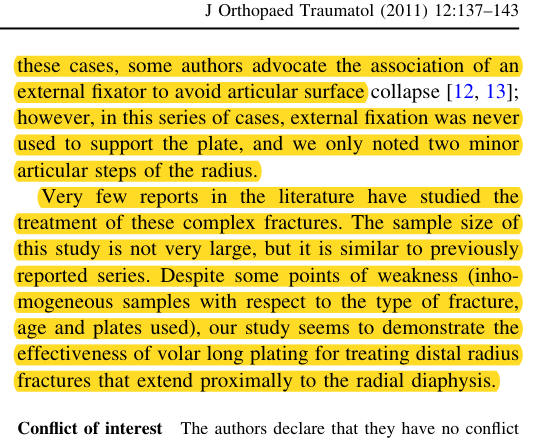 J Orthopaed Traumatol (2011) 12:137–143
these cases, some authors advocate the association of an
external fixator to avoid articular surface collapse [12, 13];
however, in this series of cases, external fixation was never
used to support the plate, and we only noted two minor
articular steps of the radius.
Very few reports in the literature have studied the
treatment of these complex fractures. The sample size of
this study is not very large, but it is similar to previously
reported series. Despite some points of weakness (inho-
mogeneous samples with respect to the type of fracture,
age and plates used), our study seems to demonstrate the
effectiveness of volar long plating for treating distal radius
fractures that extend proximally to the radial diaphysis.
Conflict of interest The authors declare that they have no conflict